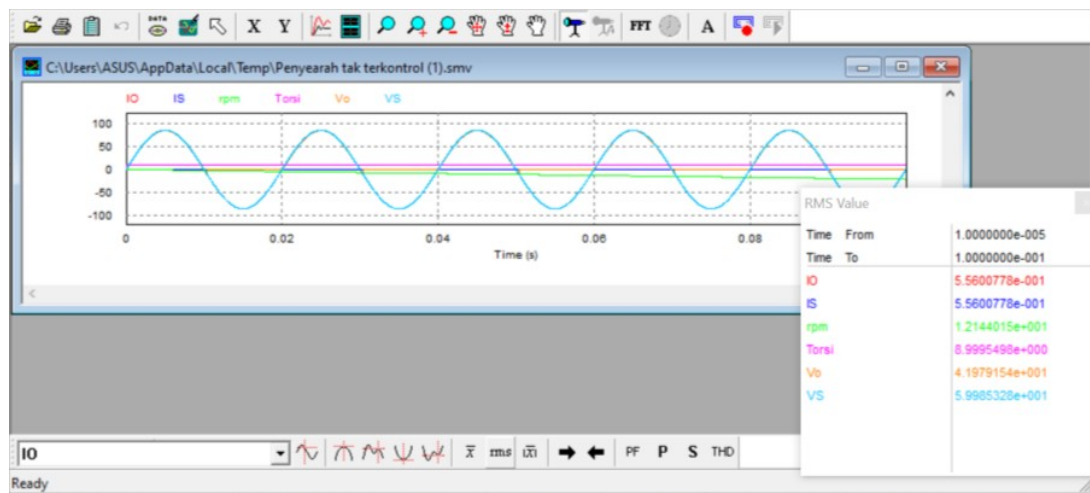 DATA X Y FFT A
C:\Users\ASUS\AppData\Local\Temp\Penyearah tak terkontrol (1).smv
IO IS rpm Torsi Vo VS
100
50
0
-50
-100
0 0.02 0.04 0.06 0.08
Time (s)
RMS Value
Time From 1.0000000e-005
Time To 1.0000000e-001
IO 5.5600778e-001
IS 5.5600778e-001
rpm 1.2144015e+001
Torsi 8.9995498e+000
Vo 4.1979154e+001
VS 5.9985328e+001
IO x rms |x| PF P S THD
Ready